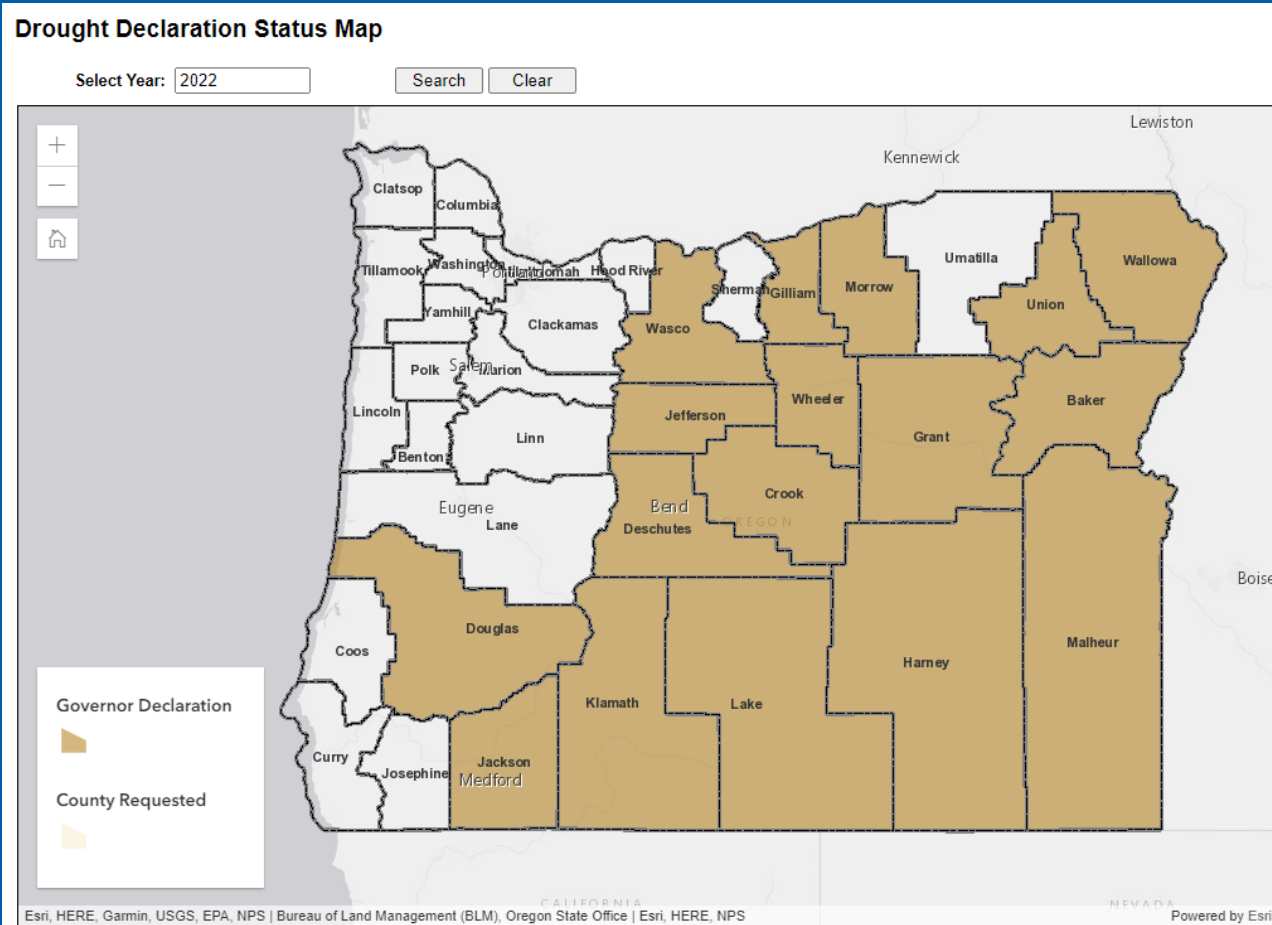 Drought Declaration Status Map
Select Year: 2022 Search Clear
Lewiston
Kennewick
Clatsop
Columbia
Tillamook Washington Hood River
Umatilla
Wallowa
Sherman Gilliam Morrow
Union
Yamhill
Clackamas
Wasco
Polk Salem
Wheeler
Baker
Lincoln
Jefferson
Linn
Grant
Benton
Crook
Eugene
Lane
Bend
OREGON
Deschutes
Boise
Douglas
Coos
Malheur
Harney
Klamath
Lake
Governor Declaration
Curry
Jackson
Josephine
Medford
County Requested
CALIFORNIA
NEVADA
Esri, HERE, Garmin, USGS, EPA, NPS | Bureau of Land Management (BLM), Oregon State Office | Esri, HERE, NPS
Powered by Esri